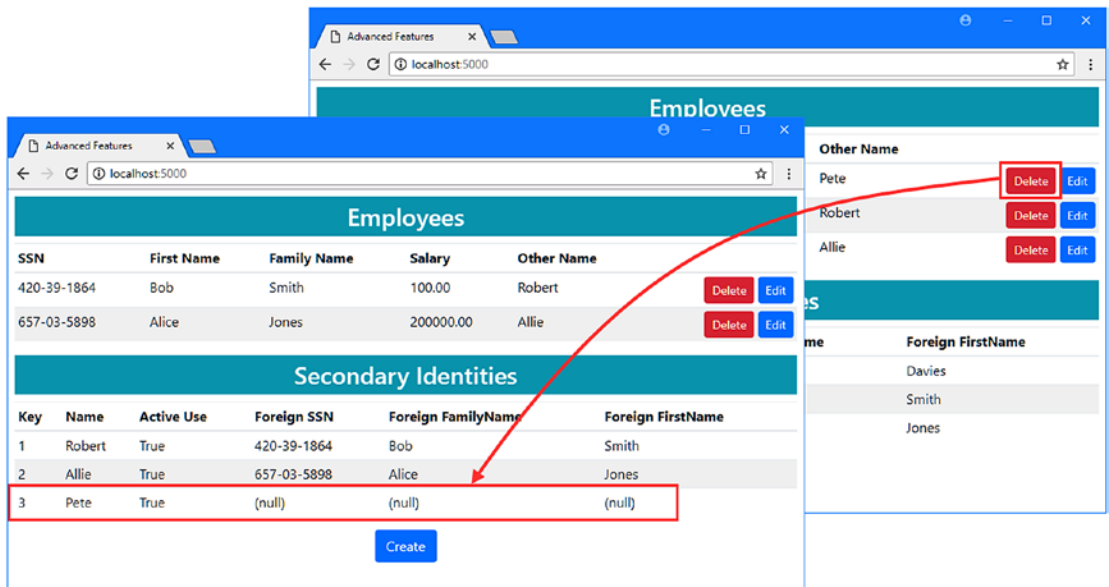 Advanced Features
localhost:5000
Employees
Other Name
Pete Delete Edit
Robert Delete Edit
Allie Delete Edit
es
me Foreign FirstName
Davies
Smith
Jones
Advanced Features
localhost:5000
Employees
SSN First Name Family Name Salary Other Name
420-39-1864 Bob Smith 100.00 Robert Delete Edit
657-03-5898 Alice Jones 200000.00 Allie Delete Edit
Secondary Identities
Key Name Active Use Foreign SSN Foreign FamilyName Foreign FirstName
1 Robert True 420-39-1864 Bob Smith
2 Allie True 657-03-5898 Alice Jones
3 Pete True (null) (null) (null)
Create